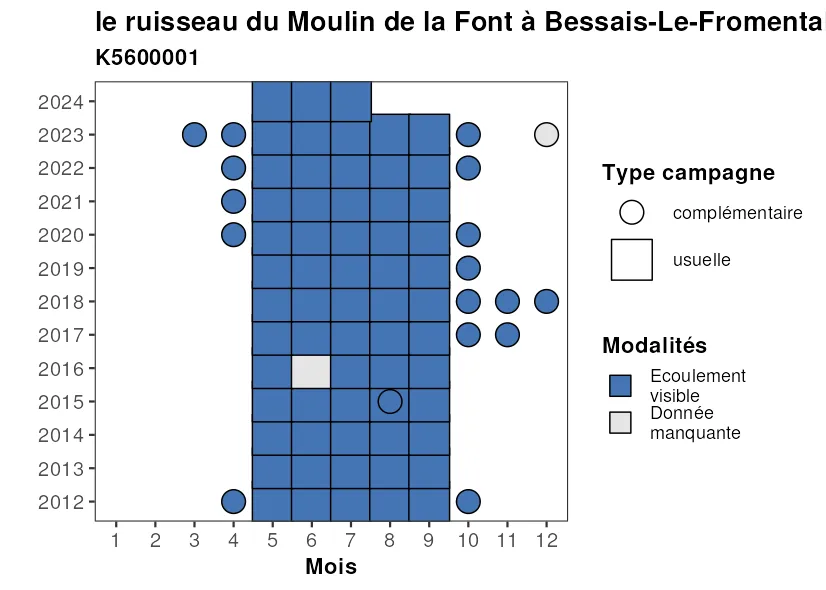 le ruisseau du Moulin de la Font à Bessais-Le-Fromental
K5600001
2024
2023
2022
2021
2020
2019
2018
2017
2016
2015
2014
2013
2012
1 2 3 4 5 6 7 8 9 10 11 12
Mois
Type campagne
complémentaire
usuelle
Modalités
Ecoulement
visible
Donnée
manquante